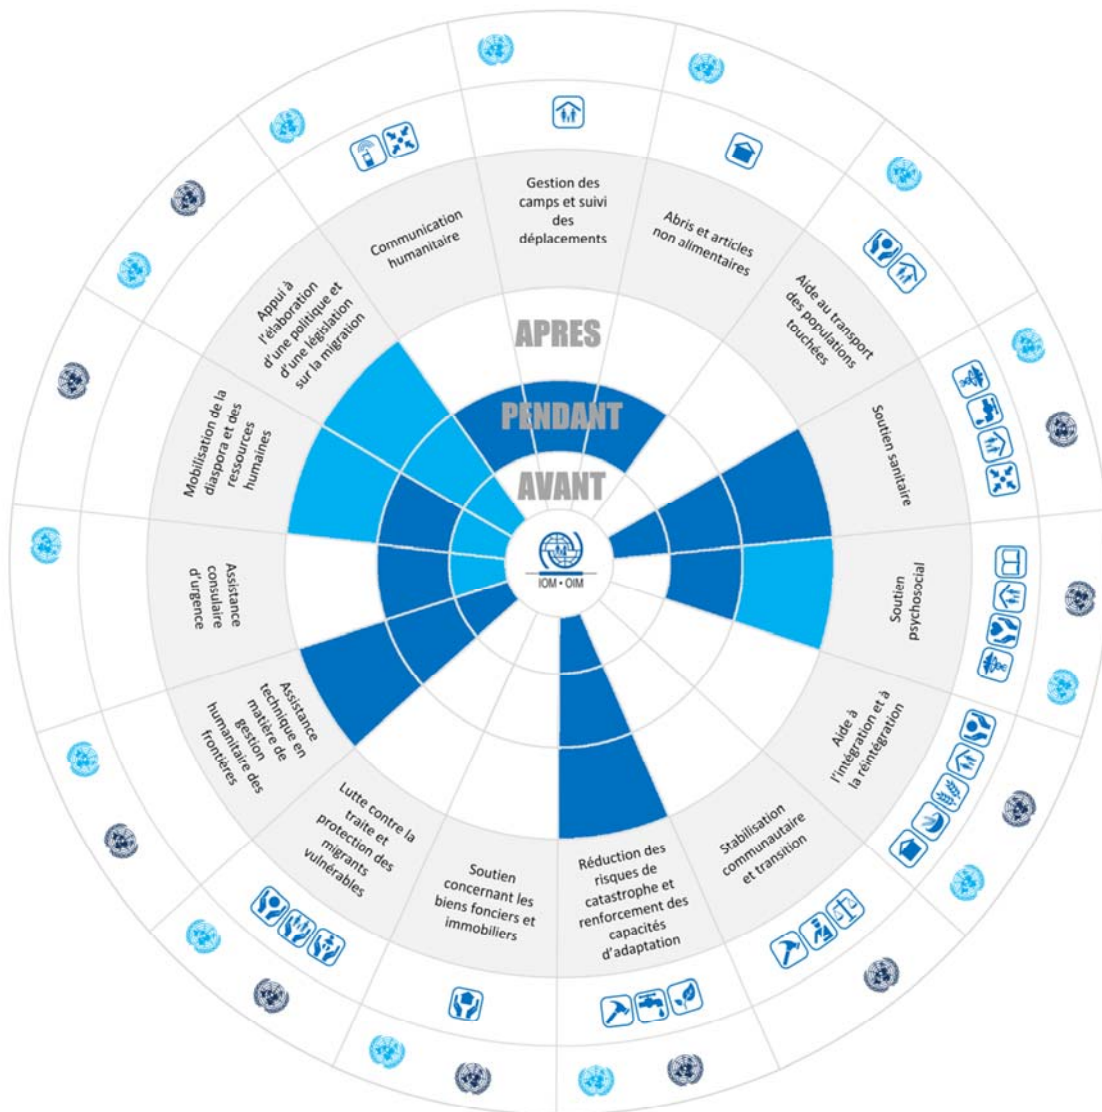 Gestion des
camps et suivi
des
déplacements
Abris et articles
non alimentaires
Aide au transport
des populations
touchées
Soutien sanitaire
Soutien
psychosocial
Aide à
l'intégration et à
la réintégration
Stabilisation
communautaire
et transition
Réduction des
risques de
catastrophe et
renforcement des
capacités
d'adaptation
Soutien
concernant les
biens fonciers et
immobiliers
Lutte contre la
traite et
protection des
migrants
vulnérables
Assistance
technique en
matière de
gestion
humanitaire des
frontières
Assistance
consulaire
d'urgence
Mobilisation de la
diaspora et des
ressources
humaines
Appui à
l'élaboration
d'une politique et
d'une législation
sur la migration
Communication
humanitaire
APRES
PENDANT
AVANT
IOM • OIM